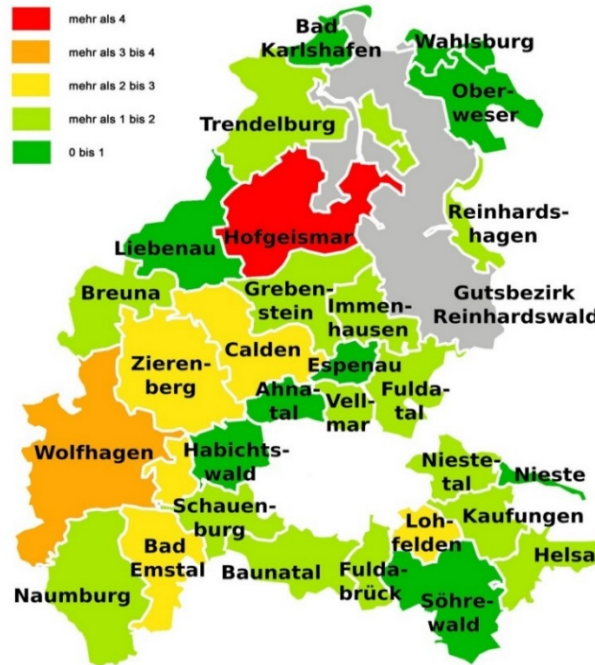 mehr als 4
mehr als 3 bis 4
mehr als 2 bis 3
mehr als 1 bis 2
0 bis 1
Bad
Karlshafen
Wahlsburg
Ober-
weser
Trendelburg
Reinhards-
hagen
Liebenau
Hofgeismar
Breuna
Greben-
stein
Immen-
hausen
Gutsbezirk
Reinhardswald
Zieren-
berg
Calden
Espenau
Ahna-
tal
Vell-
mar
Fulda-
tal
Wolfhagen
Habichts-
wald
Nieste-
tal
Nieste
Schauen-
burg
Kaufungen
Bad
Emstal
Loh-
felden
Helsa
Naumburg
Baunatal
Fulda-
brück
Söhre-
wald